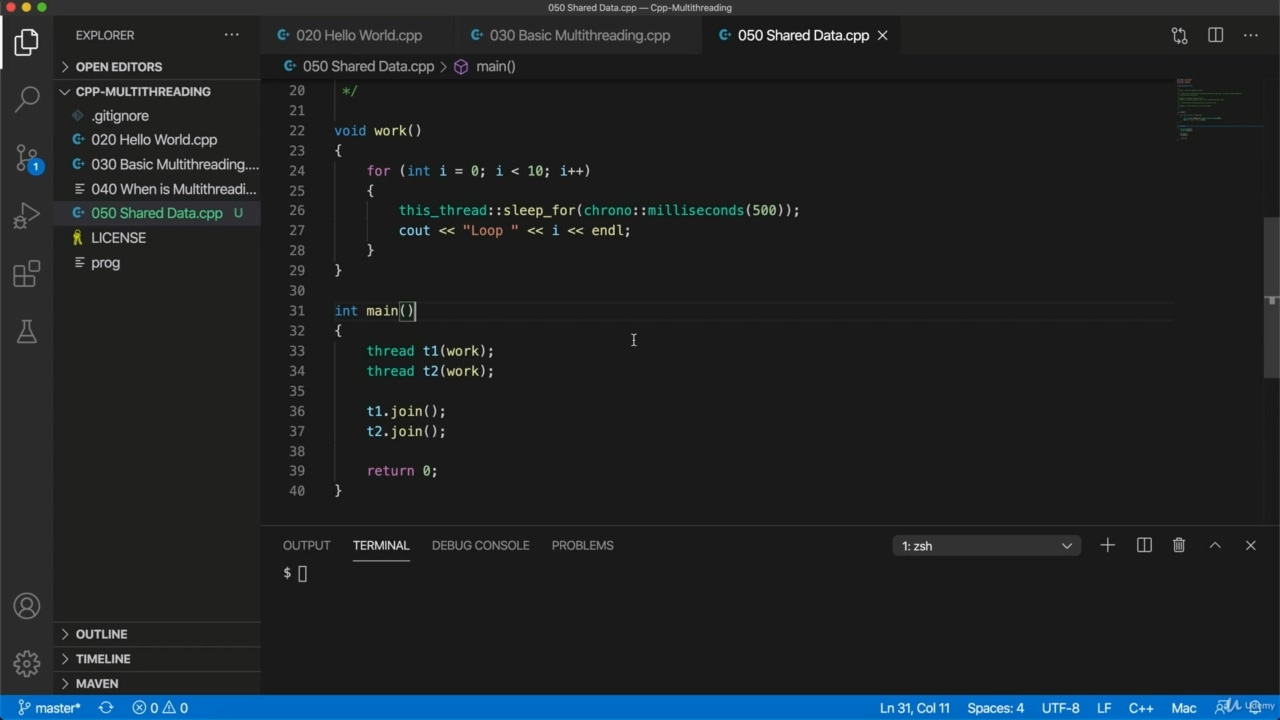 050 Shared Data.cpp — Cpp-Multithreading
EXPLORER
020 Hello World.cpp
030 Basic Multithreading.cpp
050 Shared Data.cpp
OPEN EDITORS
050 Shared Data.cpp > main()
CPP-MULTITHREADING
.gitignore
020 Hello World.cpp
030 Basic Multithreading....
040 When is Multithreadi...
050 Shared Data.cpp U
LICENSE
prog
1
20 */
21
22 void work()
23 {
24 for (int i = 0; i < 10; i++)
25 {
26 this_thread::sleep_for(chrono::milliseconds(500));
27 cout << "Loop " << i << endl;
28 }
29 }
30
31 int main()
32 {
33 thread t1(work);
34 thread t2(work);
35
36 t1.join();
37 t2.join();
38
39 return 0;
40 }
OUTPUT TERMINAL DEBUG CONSOLE PROBLEMS 1: zsh
$
OUTLINE
TIMELINE
MAVEN
master* 0 0 Ln 31, Col 11 Spaces: 4 UTF-8 LF C++ Mac
Udemy